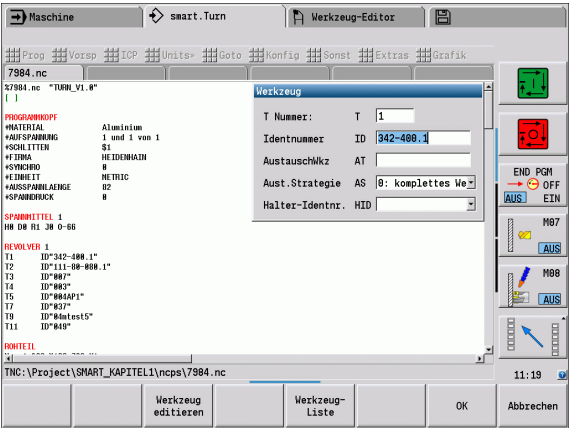 Maschine
smart.Turn
Werkzeug-Editor
Prog Vorsp ICP Units» Goto Konfig Sonst Extras Grafik
7984.nc
%7984.nc "TURN_V1.0"
[ ]
PROGRAMMKOPF
#MATERIAL Aluminium
#AUFSPANNUNG 1 und 1 von 1
#SCHLITTEN $1
#FIRMA HEIDENHAIN
#SYNCHRO 0
#EINHEIT METRIC
#AUSSPANNLAENGE 82
#SPANNDRUCK 0
SPANNMITTEL 1
H0 D0 R1 J0 O-66
REVOLVER 1
T1 ID"342-400.1"
T2 ID"111-80-080.1"
T3 ID"007"
T4 ID"003"
T5 ID"004AP1"
T7 ID"037"
T9 ID"04mtest5"
T11 ID"049"
ROHTEIL
Werkzeug
T Nummer: T 1
Identnummer ID 342-400.1
AustauschWkz AT
Aust.Strategie AS 0: komplettes We
Halter-Identnr. HID
END PGM
OFF
AUS EIN
M07
AUS
M08
AUS
TNC:\Project\SMART_KAPITEL1\ncps\7984.nc
11:19
Werkzeug editieren
Werkzeug-Liste
OK
Abbrechen